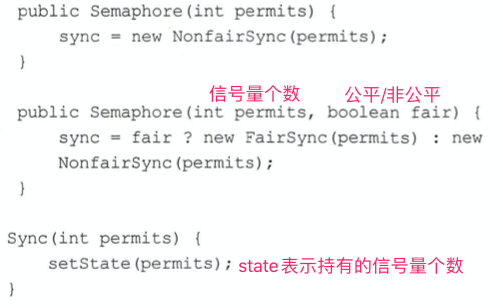 public Semaphore(int permits) {
sync = new NonfairSync(permits);
}
信号量个数 公平/非公平
public Semaphore(int permits, boolean fair) {
sync = fair ? new FairSync(permits) : new
NonfairSync(permits);
}
Sync(int permits) {
setState(permits); state表示持有的信号量个数
}